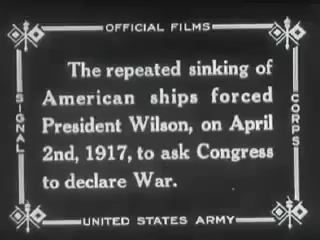 OFFICIAL FILMS
The repeated sinking of
American ships forced
President Wilson, on April
2nd, 1917, to ask Congress
to declare War.
SIGNAL
CORPS
UNITED STATES ARMY